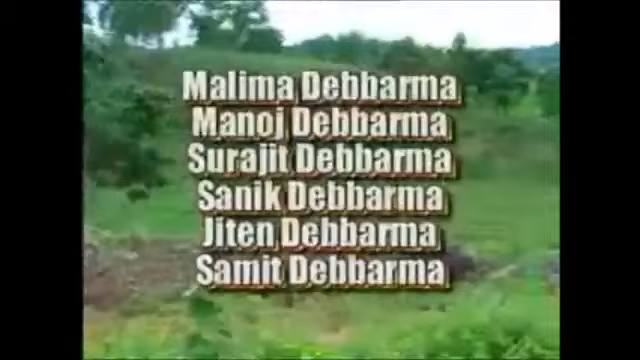 Malima Debbarma
Manoj Debbarma
Surajit Debbarma
Sanik Debbarma
Jiten Debbarma
Samit Debbarma